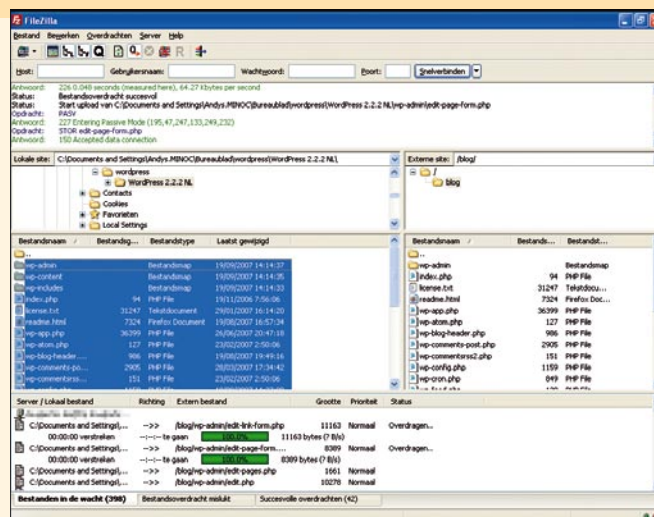 FileZilla
Bestand Bewerken Overdrachten Server Help
Host: Gebruikersnaam: Wachtwoord: Poort: Snelverbinden
Antwoord: 226 0.048 seconds (measured here), 64.27 Kbytes per second
Status: Bestandsoverdracht succesvol
Status: Start upload van C:\Documents and Settings\Andys.MINOC\Bureaublad\wordpress\WordPress 2.2.2 NL\wp-admin\edit-page-form.php
Opdracht: PASV
Antwoord: 227 Entering Passive Mode (195,47,247,133,249,232)
Opdracht: STOR edit-page-form.php
Antwoord: 150 Accepted data connection
Lokale site: C:\Documents and Settings\Andys.MINOC\Bureaublad\wordpress\WordPress 2.2.2 NL\
wordpress
WordPress 2.2.2 NL
Contacts
Cookies
Favorieten
Local Settings
Externe site: /blog/
/
blog
Bestandsnaam / Bestandsg... Bestandstype Laatst gewijzigd
..
wp-admin Bestandsmap 19/09/2007 14:14:37
wp-content Bestandsmap 19/09/2007 14:14:35
wp-includes Bestandsmap 19/09/2007 14:14:33
index.php 94 PHP File 19/11/2006 7:56:06
license.txt 31247 Tekstdocument 29/01/2007 16:14:20
readme.html 7324 Firefox Document 19/08/2007 16:57:34
wp-app.php 36399 PHP File 26/06/2007 20:47:18
wp-atom.php 127 PHP File 23/02/2007 2:50:06
wp-blog-header.... 986 PHP File 19/08/2007 19:49:16
wp-comments-po... 2905 PHP File 28/03/2007 17:34:42
wp-commentsrss... 151 PHP File 23/02/2007 2:50:06
Bestandsnaam / Bestands... Bestandst...
..
wp-admin Bestandsmap
index.php 94 PHP File
license.txt 31247 Tekstdocu...
readme.html 7324 Firefox Doc...
wp-app.php 36399 PHP File
wp-atom.php 127 PHP File
wp-blog-header.php 986 PHP File
wp-comments-post.php 2905 PHP File
wp-commentsrss2.php 151 PHP File
wp-config.php 1159 PHP File
wp-cron.php 849 PHP File
Server / Lokaal bestand Richting Extern bestand Grootte Prioriteit Status
C:\Documents and Settings\,... -->> /blog/wp-admin/edit-link-form.php 11163 Normaal Overdragen...
00:00:00 verstreken --:--:-- te gaan 100.0% 11163 bytes (? B/s)
C:\Documents and Settings\,... -->> /blog/wp-admin/edit-page-form.... 8389 Normaal Overdragen...
00:00:00 verstreken --:--:-- te gaan 100.0% 8389 bytes (? B/s)
C:\Documents and Settings\,... -->> /blog/wp-admin/edit-pages.php 1661 Normaal
C:\Documents and Settings\,... -->> /blog/wp-admin/edit.php 10278 Normaal
Bestanden in de wacht (398) Bestandsoverdracht mislukt Succesvolle overdrachten (42)